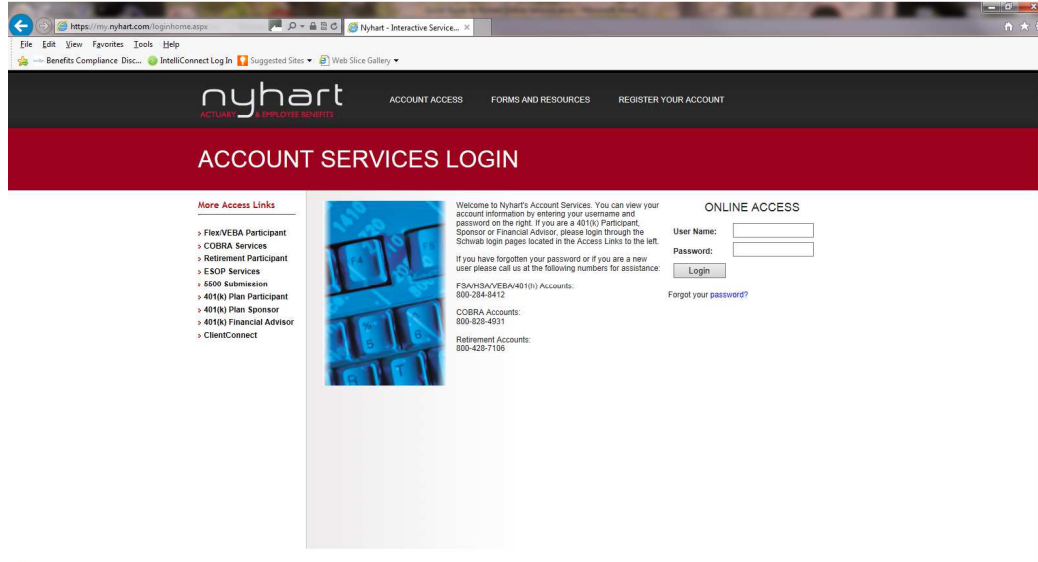 https://my.nyhart.com/loginhome.aspx
Nyhart - Interactive Service...
File Edit View Favorites Tools Help
Benefits Compliance Disc... IntelliConnect Log In Suggested Sites Web Slice Gallery
nyhart
ACTUARY & EMPLOYEE BENEFITS
ACCOUNT ACCESS FORMS AND RESOURCES REGISTER YOUR ACCOUNT
ACCOUNT SERVICES LOGIN
More Access Links
Flex/VEBA Participant
COBRA Services
Retirement Participant
ESOP Services
5500 Submission
401(k) Plan Participant
401(k) Plan Sponsor
401(k) Financial Advisor
ClientConnect
F4
F5
5
6
R
T
Welcome to Nyhart's Account Services. You can view your
account information by entering your username and
password on the right. If you are a 401(k) Participant,
Sponsor or Financial Advisor, please login through the
Schwab login pages located in the Access Links to the left.
If you have forgotten your password or if you are a new
user please call us at the following numbers for assistance:
FSA/HSA/VEBA/401(h) Accounts:
800-284-8412
COBRA Accounts:
800-828-4931
Retirement Accounts:
800-428-7106
ONLINE ACCESS
User Name:
Password:
Login
Forgot your password?